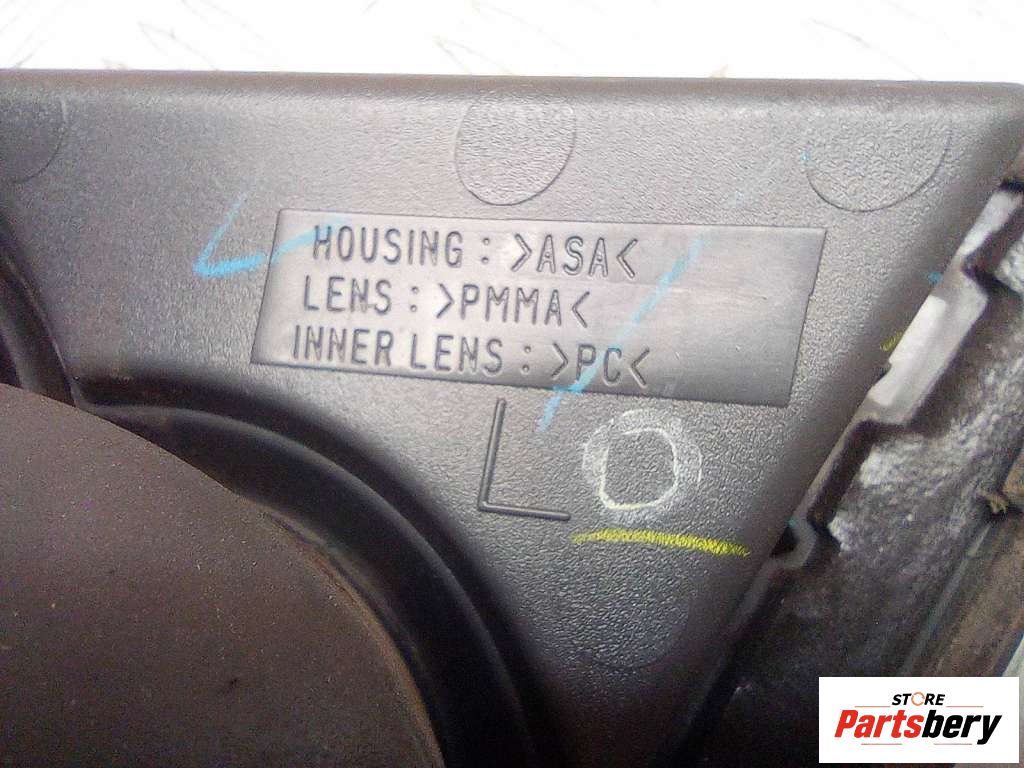 HOUSING : >ASA<
LENS : >PMMA<
INNER LENS : >PC<
L
STORE
Partsbery